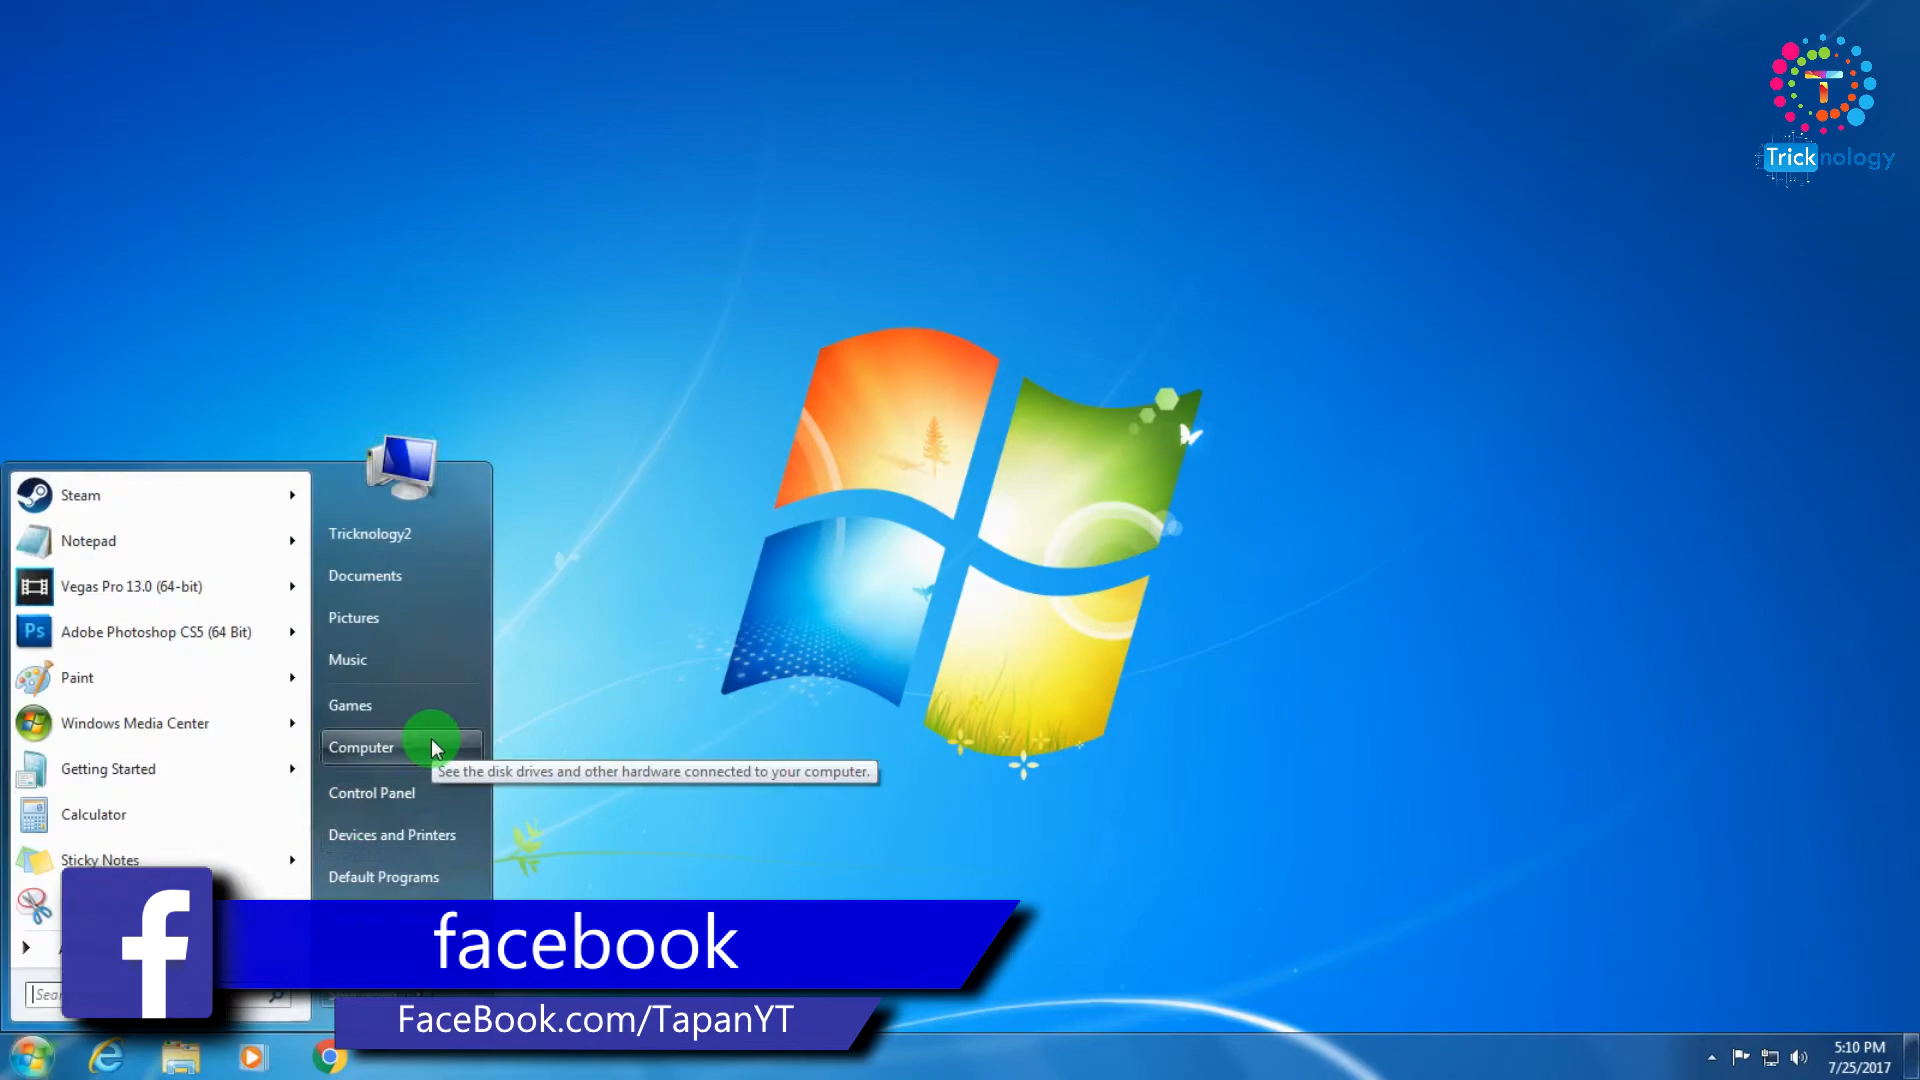 T
Tricknology
Steam
Notepad
Vegas Pro 13.0 (64-bit)
Ps
Adobe Photoshop CS5 (64 Bit)
Paint
Windows Media Center
Getting Started
Calculator
Sticky Notes
Tricknology2
Documents
Pictures
Music
Games
Computer
See the disk drives and other hardware connected to your computer.
Control Panel
Devices and Printers
Default Programs
f
facebook
FaceBook.com/TapanYT
5:10 PM
7/25/2017